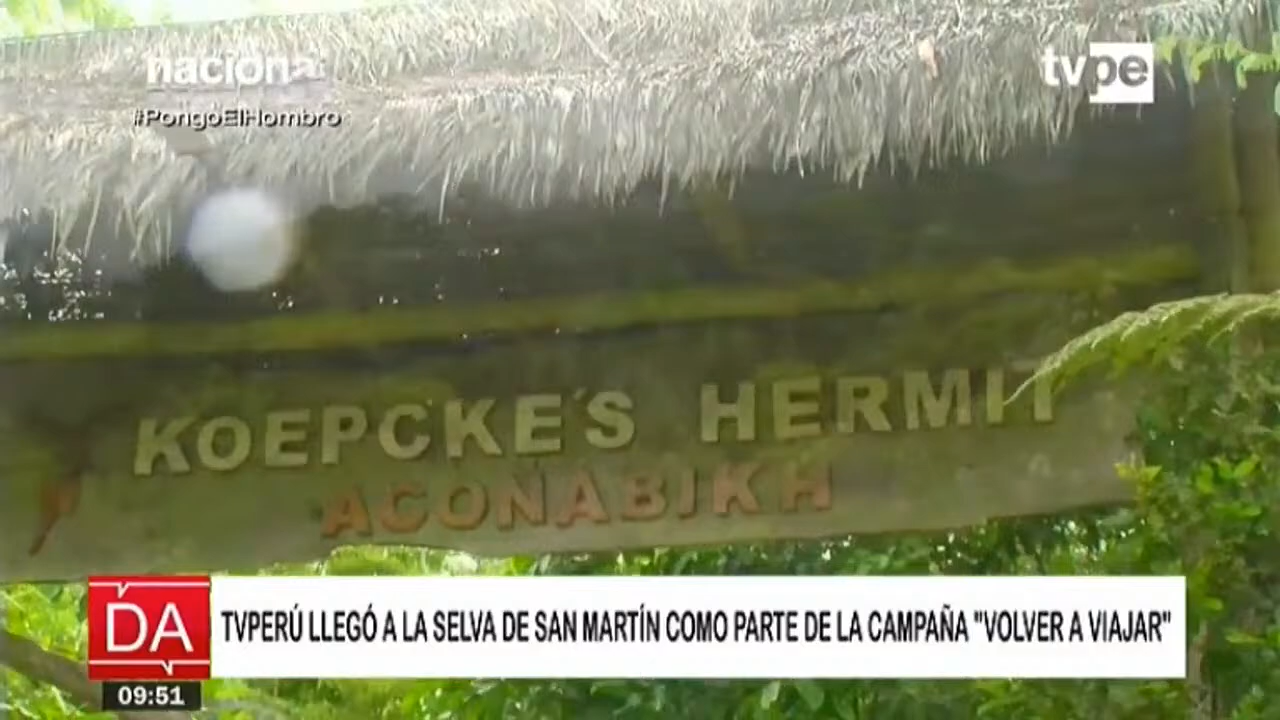 nacional
tvpe
#PongoElHombro
KOEPCKE'S HERMIT
ACONABIKH
DA
TVPERÚ LLEGÓ A LA SELVA DE SAN MARTÍN COMO PARTE DE LA CAMPAÑA "VOLVER A VIAJAR"
09:51